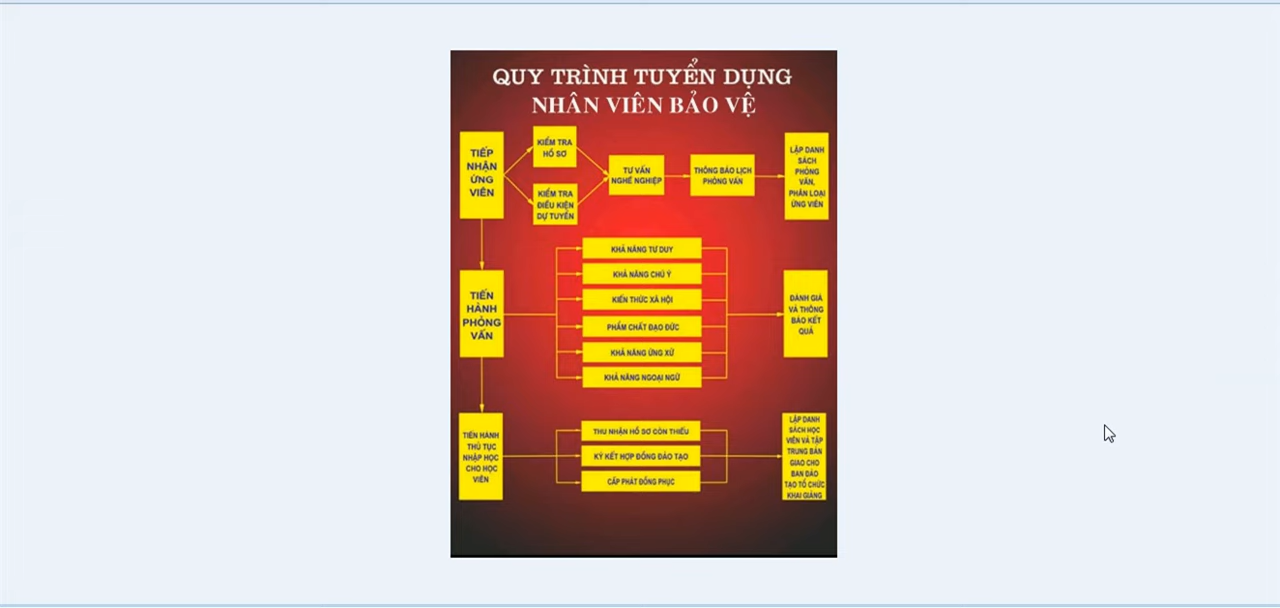 QUY TRÌNH TUYỂN DỤNG
NHÂN VIÊN BẢO VỆ
TIẾP
NHẬN
ỨNG
VIÊN
KIỂM TRA
HỒ SƠ
KIỂM TRA
ĐIỀU KIỆN
DỰ TUYỂN
TƯ VẤN
NGHỀ NGHIỆP
THÔNG BÁO LỊCH
PHỎNG VẤN
LẬP DANH
SÁCH
PHỎNG
VẤN,
PHÂN LOẠI
ỨNG VIÊN
TIẾN
HÀNH
PHỎNG
VẤN
KHẢ NĂNG TƯ DUY
KHẢ NĂNG CHÚ Ý
KIẾN THỨC XÃ HỘI
PHẨM CHẤT ĐẠO ĐỨC
KHẢ NĂNG ỨNG XỬ
KHẢ NĂNG NGOẠI NGỮ
ĐÁNH GIÁ
VÀ THÔNG
BÁO KẾT
QUẢ
TIẾN HÀNH
THỦ TỤC
NHẬP HỌC
CHO HỌC
VIÊN
THU NHẬN HỒ SƠ CÒN THIẾU
KÝ KẾT HỢP ĐỒNG ĐÀO TẠO
CẤP PHÁT ĐỒNG PHỤC
LẬP DANH
SÁCH HỌC
VIÊN VÀ TẬP
TRUNG BÀN
GIAO CHO
BAN ĐÀO
TẠO TỔ CHỨC
KHAI GIẢNG